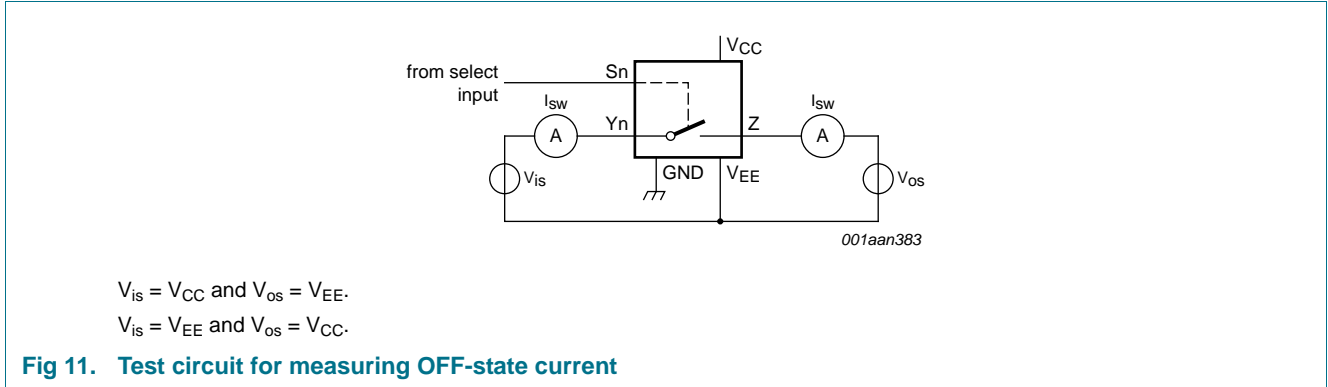 VCC
from select
input
Sn
Isw
A
Yn
Z
Isw
A
Vis
GND
VEE
Vos
001aan383
Vis = VCC and Vos = VEE.
Vis = VEE and Vos = VCC.
Fig 11. Test circuit for measuring OFF-state current